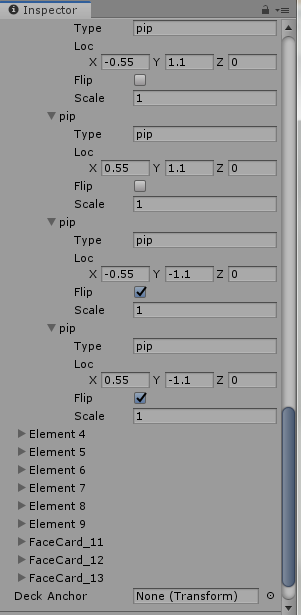 Inspector
Type pip
Loc
X -0.55 Y 1.1 Z 0
Flip
Scale 1
pip
Type pip
Loc
X 0.55 Y 1.1 Z 0
Flip
Scale 1
pip
Type pip
Loc
X -0.55 Y -1.1 Z 0
Flip
Scale 1
pip
Type pip
Loc
X 0.55 Y -1.1 Z 0
Flip
Scale 1
Element 4
Element 5
Element 6
Element 7
Element 8
Element 9
FaceCard_11
FaceCard_12
FaceCard_13
Deck Anchor None (Transform)